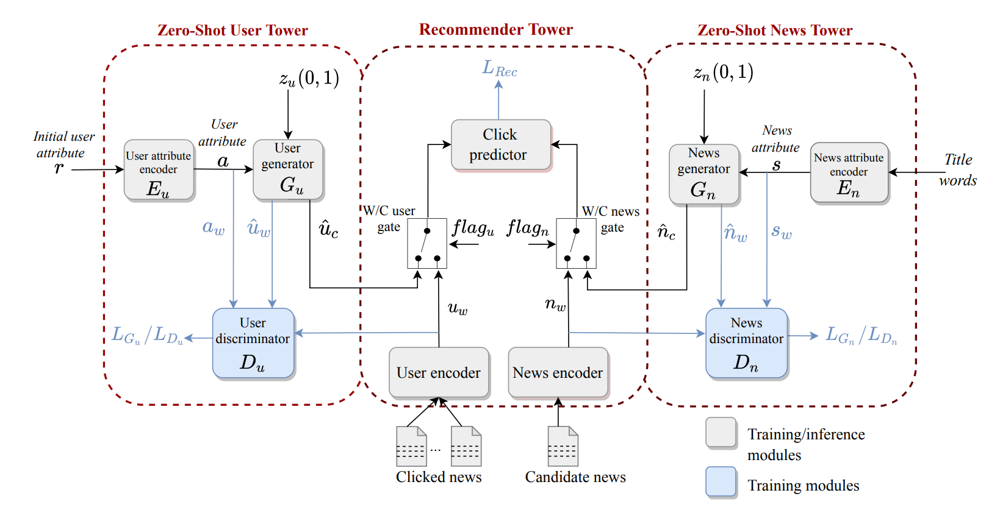 Zero-Shot User Tower
Recommender Tower
Zero-Shot News Tower
z_u(0, 1)
L_{Rec}
z_n(0, 1)
Initial user
attribute
r
User attribute
encoder
E_u
User
attribute
a
User
generator
G_u
Click
predictor
News
generator
G_n
News
attribute
s
News attribute
encoder
E_n
Title
words
a_w
û_w
û_c
W/C user
gate
flag_u
flag_n
W/C news
gate
n̂_c
n̂_w
s_w
u_w
n_w
L_{G_u}/L_{D_u}
User
discriminator
D_u
News
discriminator
D_n
L_{G_n}/L_{D_n}
User encoder
News encoder
...
Clicked news
Candidate news
Training/inference
modules
Training modules